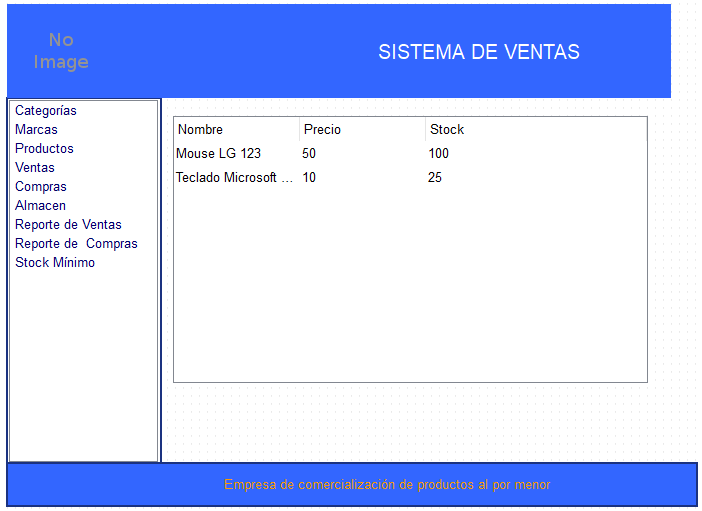 No
Image
SISTEMA DE VENTAS
Categorías
Marcas
Productos
Ventas
Compras
Almacen
Reporte de Ventas
Reporte de  Compras
Stock Mínimo
Nombre Precio Stock
Mouse LG 123 50 100
Teclado Microsoft ... 10 25
Empresa de comercialización de productos al por menor